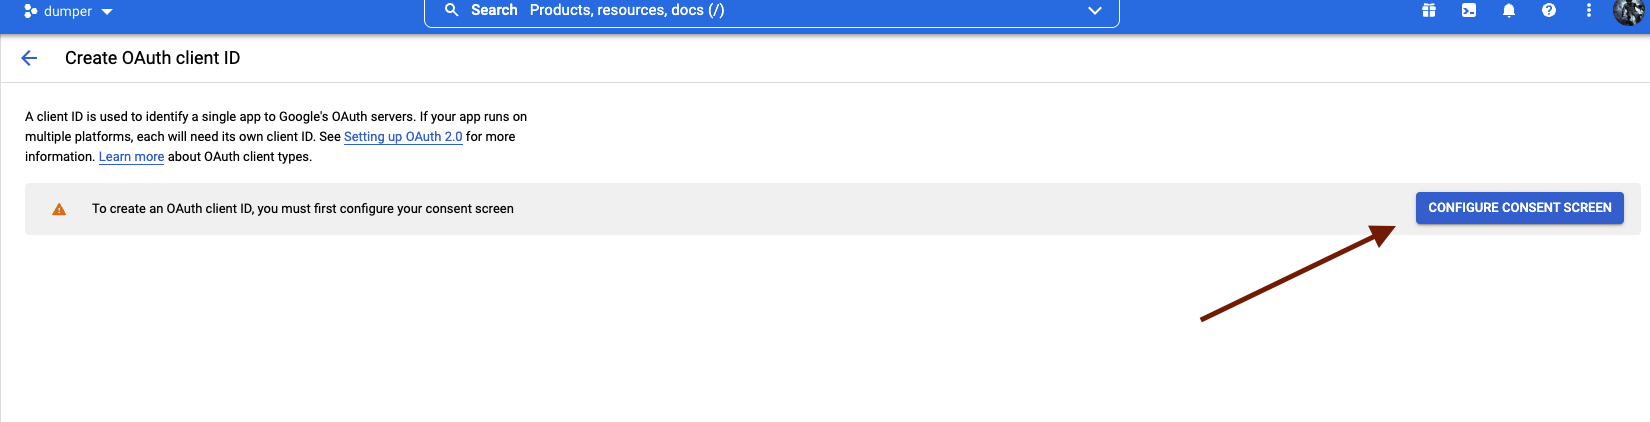 dumper
Search Products, resources, docs (/)
Create OAuth client ID
A client ID is used to identify a single app to Google's OAuth servers. If your app runs on
multiple platforms, each will need its own client ID. See Setting up OAuth 2.0 for more
information. Learn more about OAuth client types.
To create an OAuth client ID, you must first configure your consent screen
CONFIGURE CONSENT SCREEN